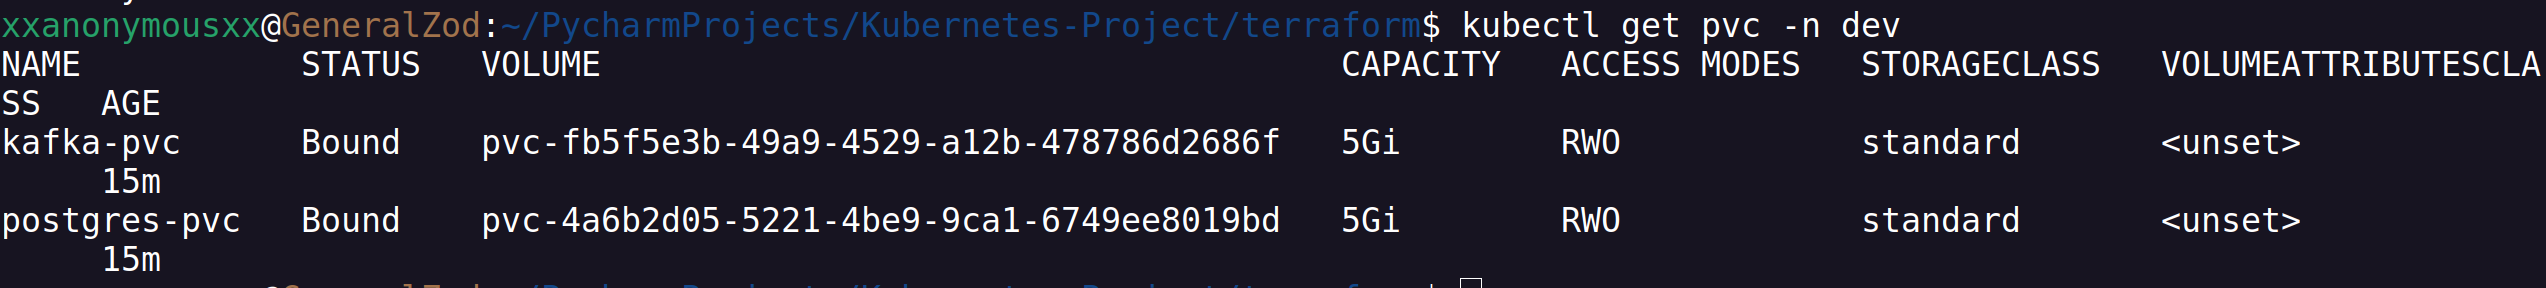 xxanonymousxx@GeneralZod:~/PycharmProjects/Kubernetes-Project/terraform$ kubectl get pvc -n dev
NAME           STATUS   VOLUME                                     CAPACITY   ACCESS MODES   STORAGECLASS   VOLUMEATTRIBUTESCLA
SS   AGE
kafka-pvc      Bound    pvc-fb5f5e3b-49a9-4529-a12b-478786d2686f   5Gi        RWO            standard       <unset>
     15m
postgres-pvc   Bound    pvc-4a6b2d05-5221-4be9-9ca1-6749ee8019bd   5Gi        RWO            standard       <unset>
     15m